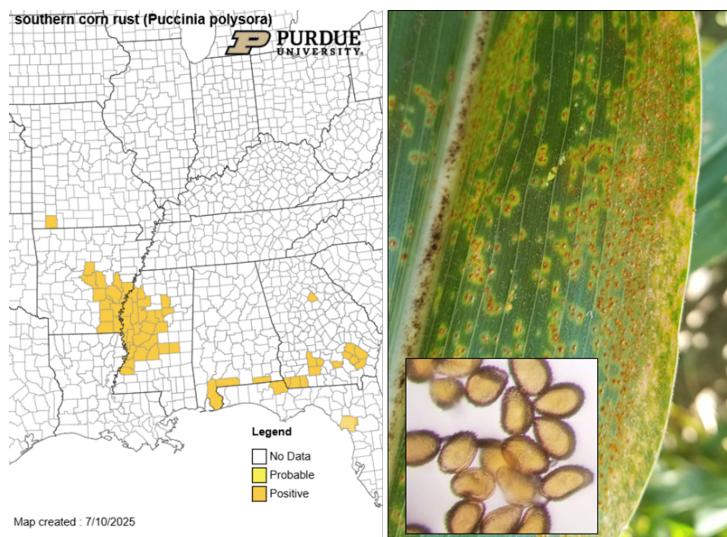 southern corn rust (Puccinia polysora)
PURDUE
UNIVERSITY®
Legend
No Data
Probable
Positive
Map created : 7/10/2025